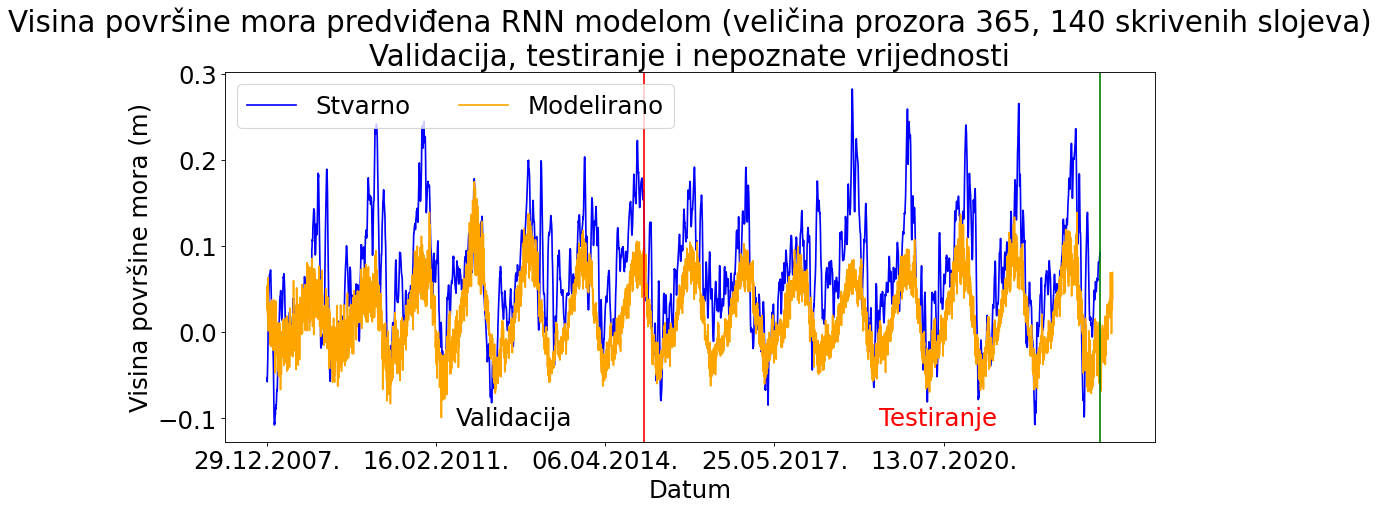 Visina površine mora predviđena RNN modelom (veličina prozora 365, 140 skrivenih slojeva)
Validacija, testiranje i nepoznate vrijednosti
Stvarno
Modelirano
Visina površine mora (m)
0.3
0.2
0.1
0.0
−0.1
Validacija
Testiranje
29.12.2007.
16.02.2011.
06.04.2014.
25.05.2017.
13.07.2020.
Datum